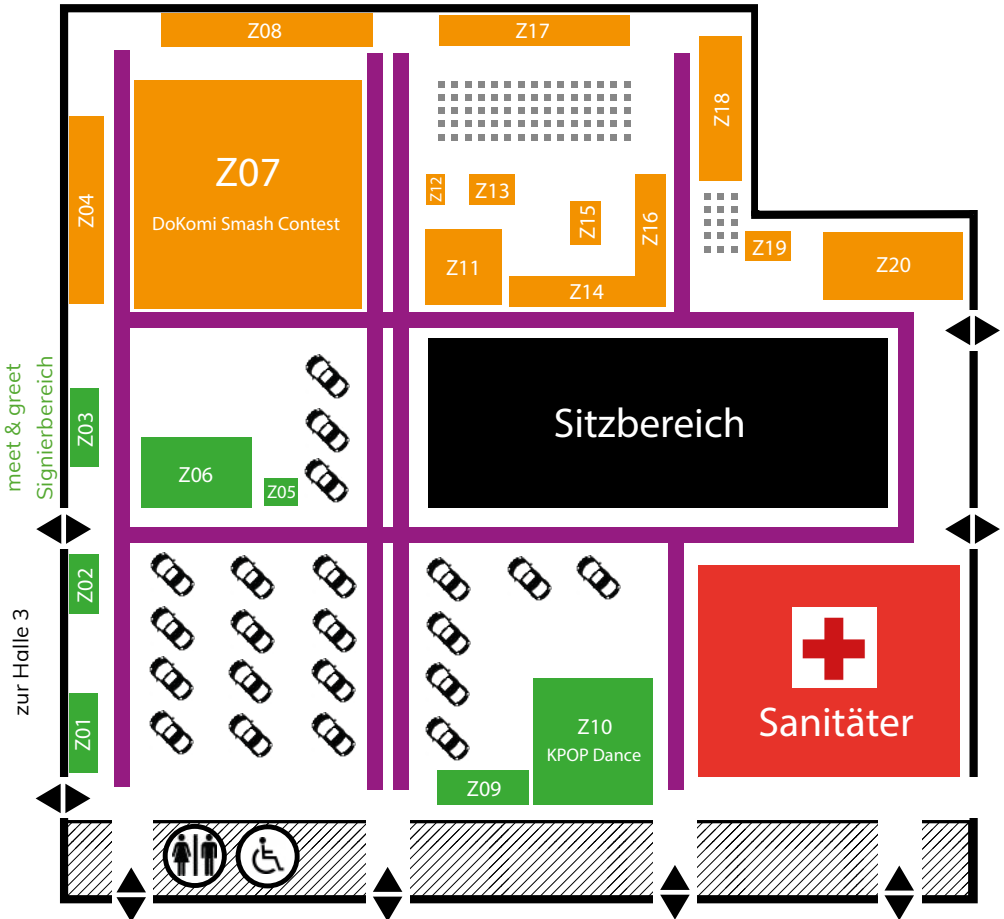 Z08
Z17
Z18
Z04
Z07
DoKomi Smash Contest
Z12
Z13
Z15
Z16
Z11
Z14
Z19
Z20
meet & greet
Signierbereich
Z03
Z06
Z05
Sitzbereich
Z02
zur Halle 3
Z01
Z10
KPOP Dance
Z09
Sanitäter